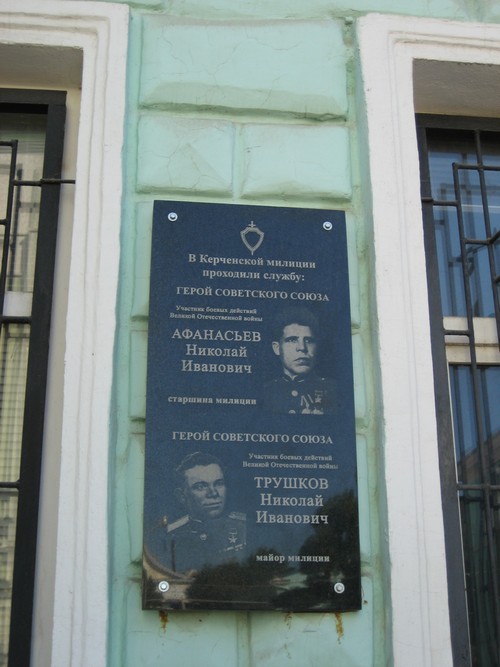 В Керченской милиции
проходили службу:
ГЕРОЙ СОВЕТСКОГО СОЮЗА
Участник боевых действий
Великой Отечественной войны
АФАНАСЬЕВ
Николай
Иванович
старшина милиции
ГЕРОЙ СОВЕТСКОГО СОЮЗА
Участник боевых действий
Великой Отечественной войны
ТРУШКОВ
Николай
Иванович
майор милиции